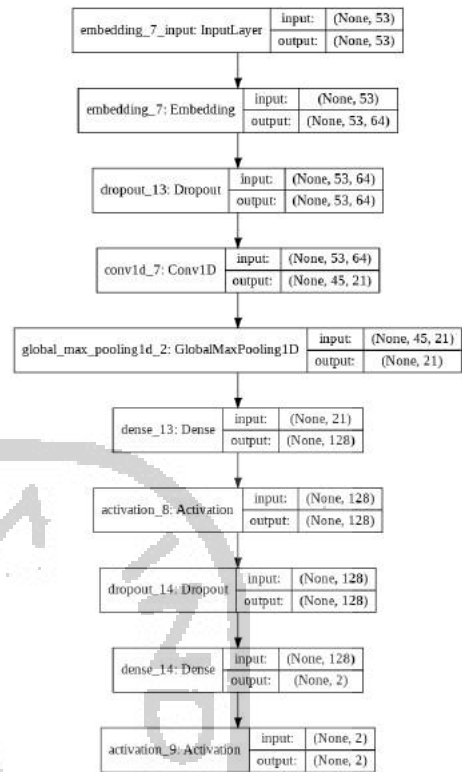 embedding_7_input: InputLayer input: (None, 53)
output: (None, 53)
embedding_7: Embedding input: (None, 53)
output: (None, 53, 64)
dropout_13: Dropout input: (None, 53, 64)
output: (None, 53, 64)
conv1d_7: Conv1D input: (None, 53, 64)
output: (None, 45, 21)
global_max_pooling1d_2: GlobalMaxPooling1D input: (None, 45, 21)
output: (None, 21)
dense_13: Dense input: (None, 21)
output: (None, 128)
activation_8: Activation input: (None, 128)
output: (None, 128)
dropout_14: Dropout input: (None, 128)
output: (None, 128)
dense_14: Dense input: (None, 128)
output: (None, 2)
activation_9: Activation input: (None, 2)
output: (None, 2)